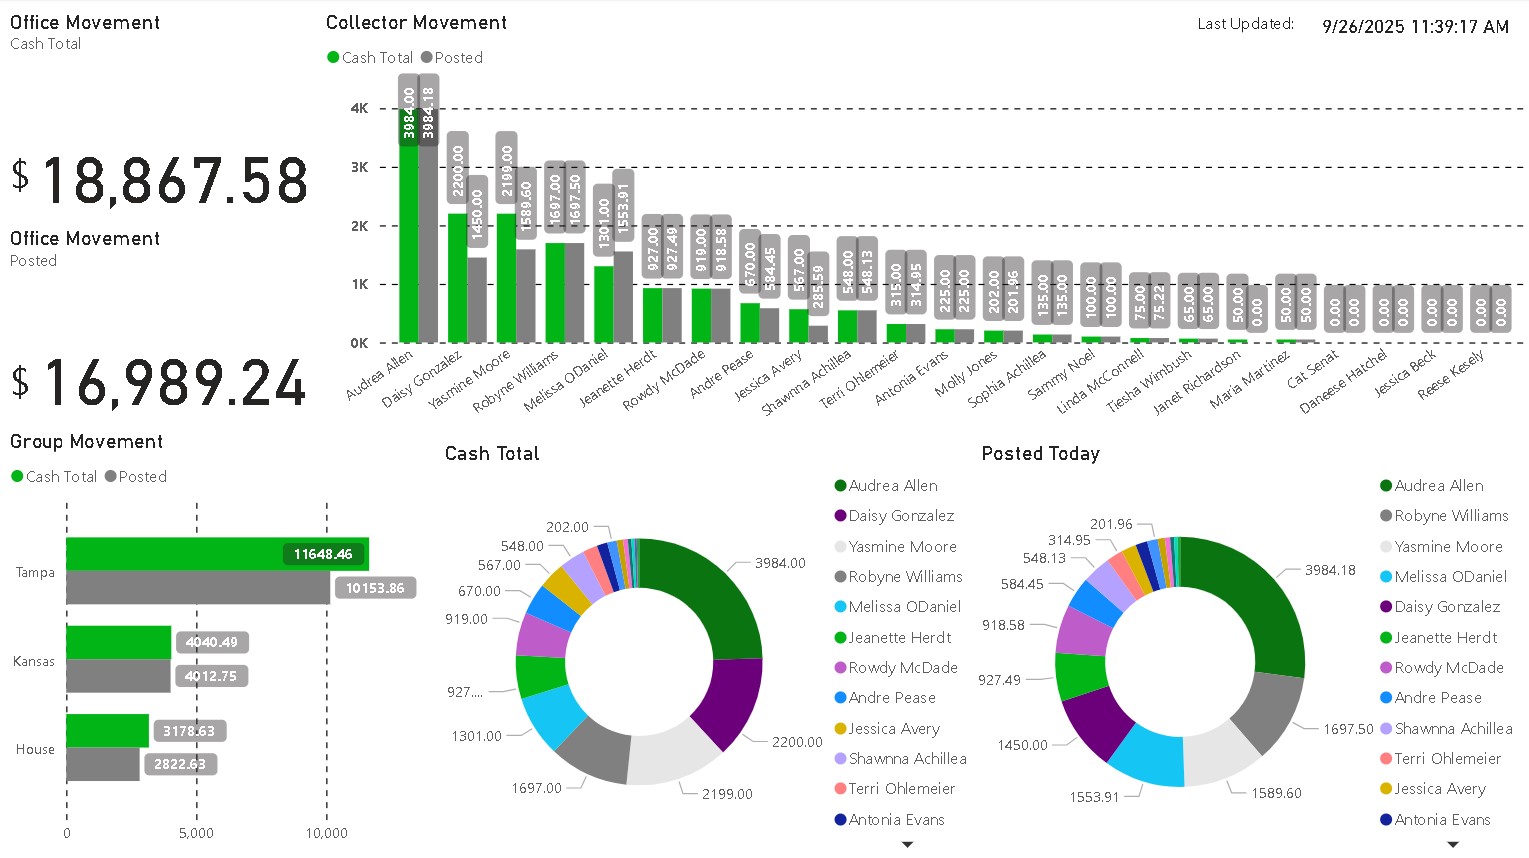 Office Movement
Cash Total
$ 18,867.58
Office Movement
Posted
$ 16,989.24
Collector Movement
Cash Total Posted
Last Updated: 9/26/2025 11:39:17 AM
4K
3K
2K
1K
0K
3984.00 3984.18
2200.00 1450.00
2199.00 1589.60
1697.00 1697.50
1301.00 1553.91
927.00 927.49
919.00 918.58
670.00 584.45
567.00 285.59
548.00 548.13
315.00 314.95
225.00 225.00
202.00 201.96
135.00 135.00
100.00 100.00
75.00 75.22
65.00 65.00
50.00 0.00
50.00 50.00
0.00 0.00
0.00 0.00
0.00 0.00
0.00 0.00
Audrea Allen
Daisy Gonzalez
Yasmine Moore
Robyne Williams
Melissa ODaniel
Jeanette Herdt
Rowdy McDade
Andre Pease
Jessica Avery
Shawnna Achillea
Terri Ohlemeier
Antonia Evans
Molly Jones
Sophia Achillea
Sammy Noel
Linda McConnell
Tiesha Wimbush
Janet Richardson
Maria Martinez
Cat Senat
Daneese Hatchel
Jessica Beck
Reese Kesely
Group Movement
Cash Total Posted
Tampa
11648.46
10153.86
Kansas
4040.49
4012.75
House
3178.63
2822.63
0 5,000 10,000
Cash Total
3984.00
2200.00
2199.00
1697.00
1301.00
927....
919.00
670.00
567.00
548.00
202.00
Audrea Allen
Daisy Gonzalez
Yasmine Moore
Robyne Williams
Melissa ODaniel
Jeanette Herdt
Rowdy McDade
Andre Pease
Jessica Avery
Shawnna Achillea
Terri Ohlemeier
Antonia Evans
Posted Today
3984.18
1697.50
1589.60
1553.91
1450.00
927.49
918.58
584.45
548.13
314.95
201.96
Audrea Allen
Robyne Williams
Yasmine Moore
Melissa ODaniel
Daisy Gonzalez
Jeanette Herdt
Rowdy McDade
Andre Pease
Shawnna Achillea
Terri Ohlemeier
Jessica Avery
Antonia Evans